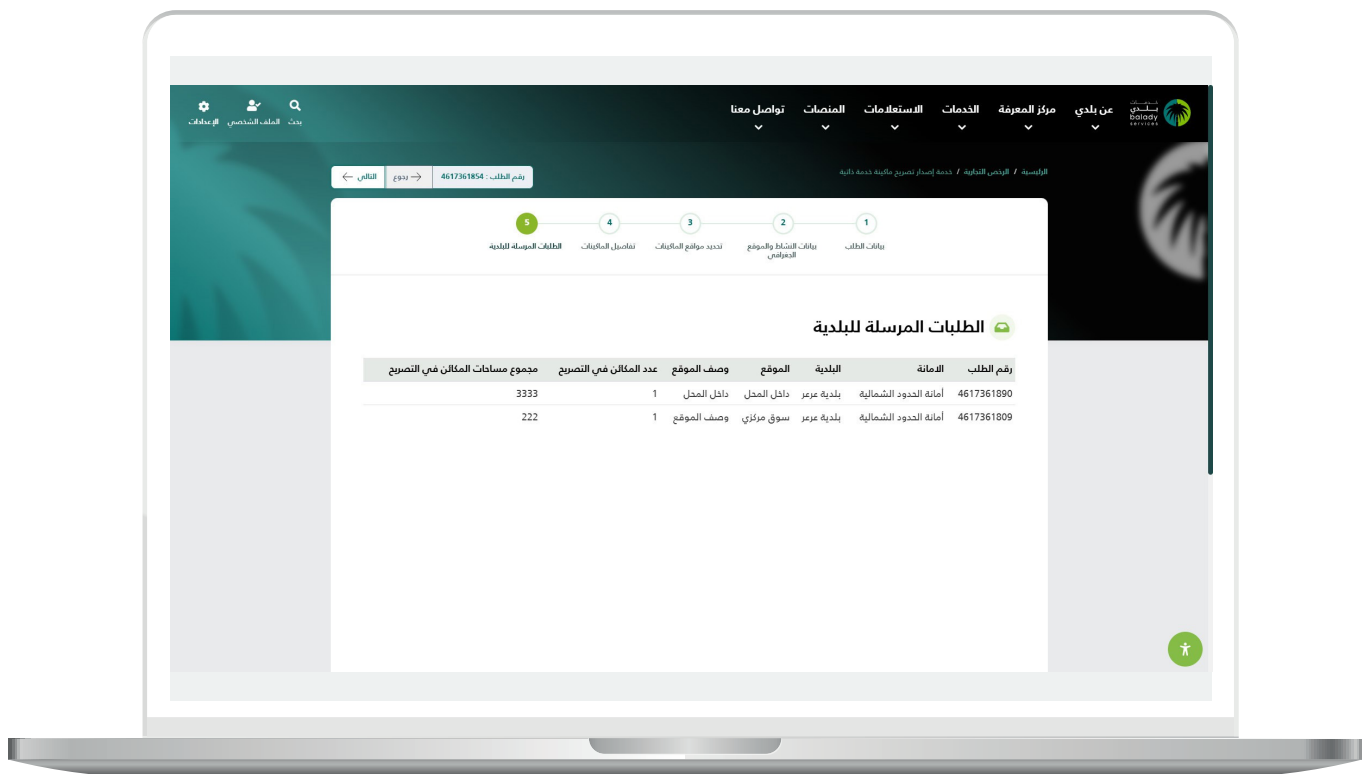 خدمات
بلدي
balady
services
عن بلدي
مركز المعرفة
الخدمات
الاستعلامات
المنصات
تواصل معنا
بحث
الملف الشخصي
الإعدادات
الرئيسية / الرخص التجارية / خدمة إصدار تصريح ماكينة خدمة ذاتية
رقم الطلب : 4617361854
رجوع
التالي
1 2 3 4 5
بيانات الطلب
بيانات النشاط والموقع
الجغرافي
تحديد مواقع الماكينات
تفاصيل الماكينات
الطلبات المرسلة للبلدية
الطلبات المرسلة للبلدية
رقم الطلب الامانة البلدية الموقع وصف الموقع عدد المكائن في التصريح مجموع مساحات المكائن في التصريح
4617361890 أمانة الحدود الشمالية بلدية عرعر داخل المحل داخل المحل 1 3333
4617361809 أمانة الحدود الشمالية بلدية عرعر سوق مركزي وصف الموقع 1 222